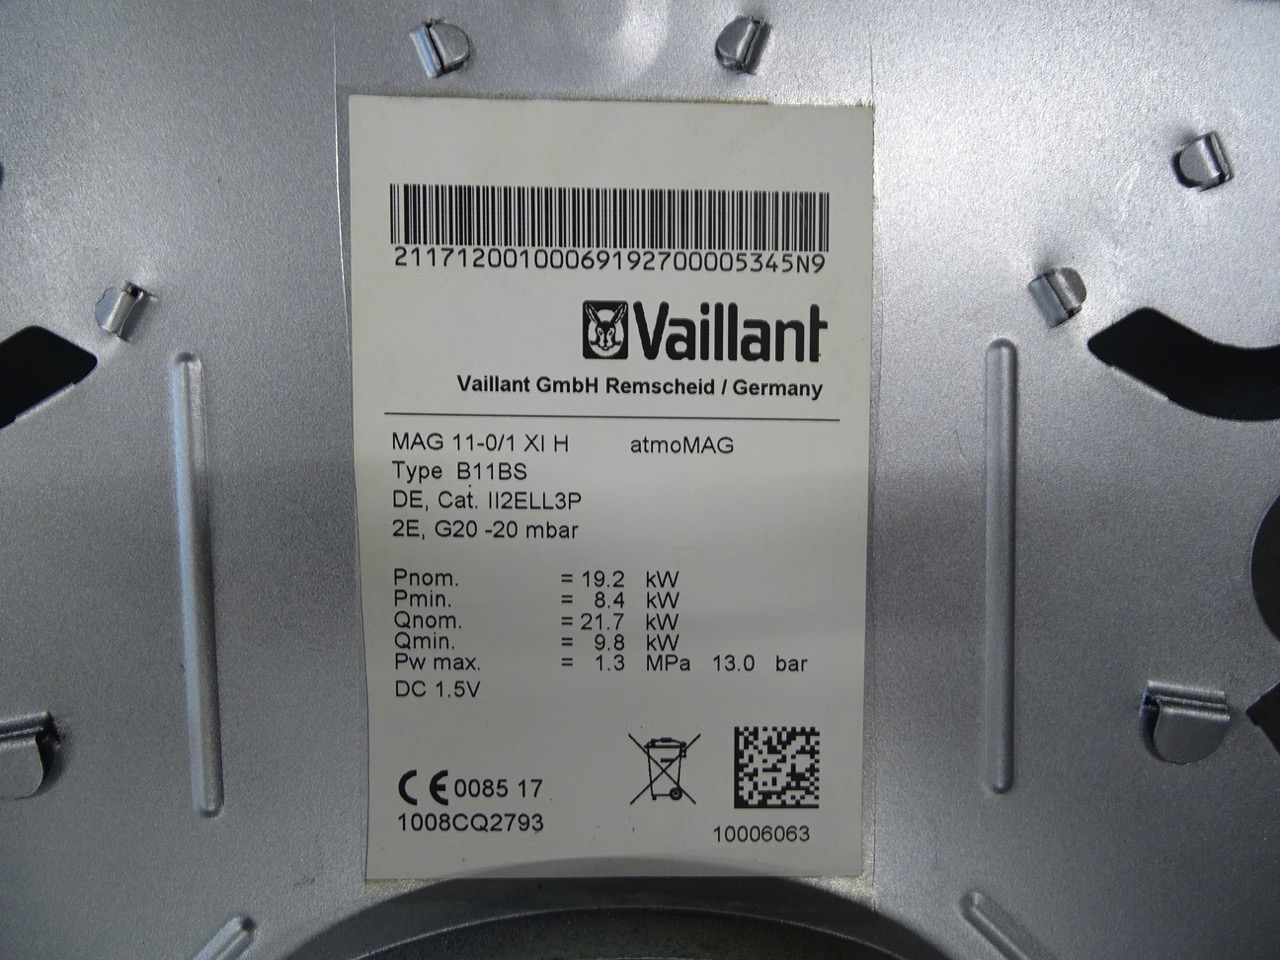 21171200100069192700005345N9
Vaillant
Vaillant GmbH Remscheid / Germany
MAG 11-0/1 XI H atmoMAG
Type B11BS
DE, Cat. II2ELL3P
2E, G20 -20 mbar
Pnom. = 19.2 kW
Pmin. = 8.4 kW
Qnom. = 21.7 kW
Qmin. = 9.8 kW
Pw max. = 1.3 MPa 13.0 bar
DC 1.5V
CE 0085 17
1008CQ2793
10006063